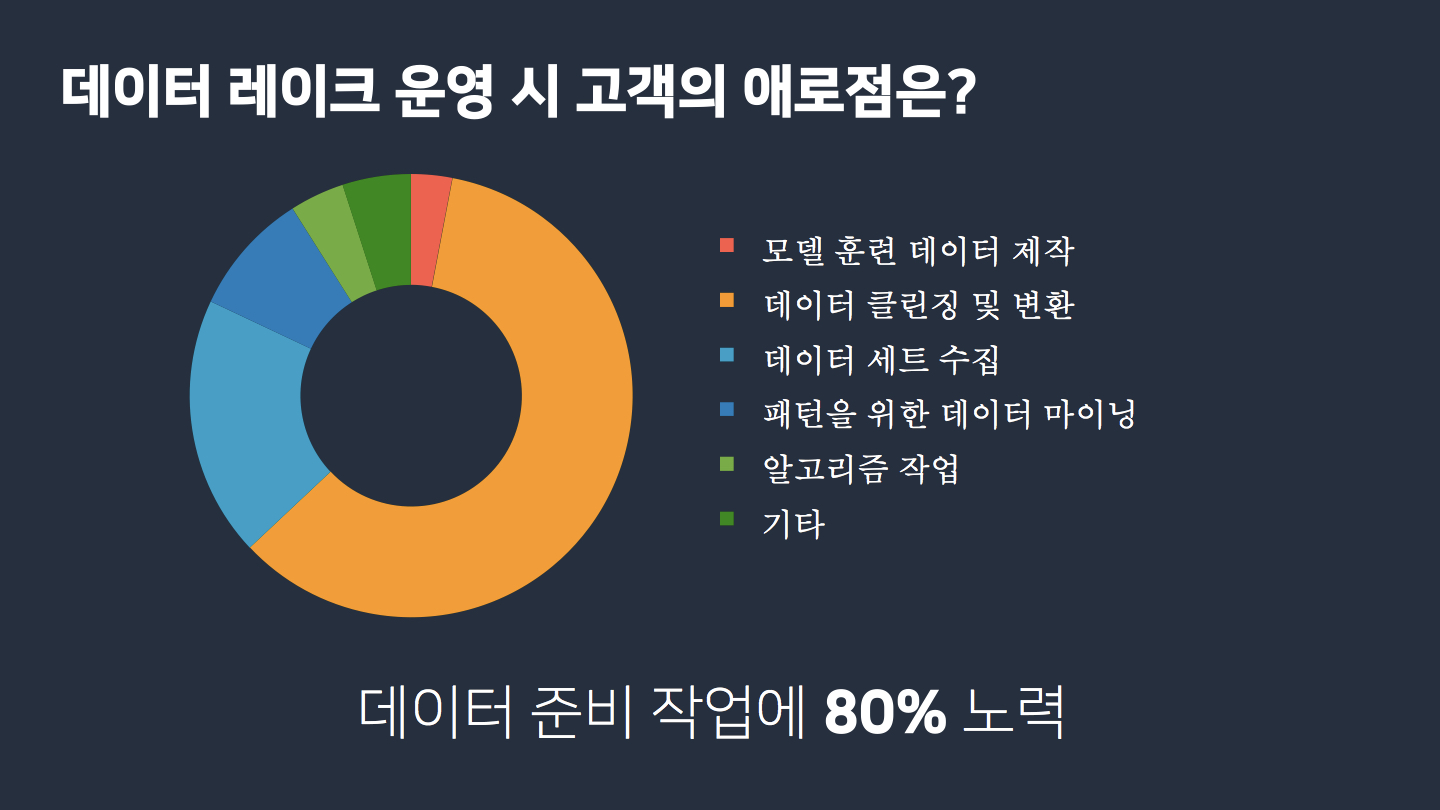 데이터 레이크 운영 시 고객의 애로점은?
모델 훈련 데이터 제작
데이터 클린징 및 변환
데이터 세트 수집
패턴을 위한 데이터 마이닝
알고리즘 작업
기타
데이터 준비 작업에 80% 노력